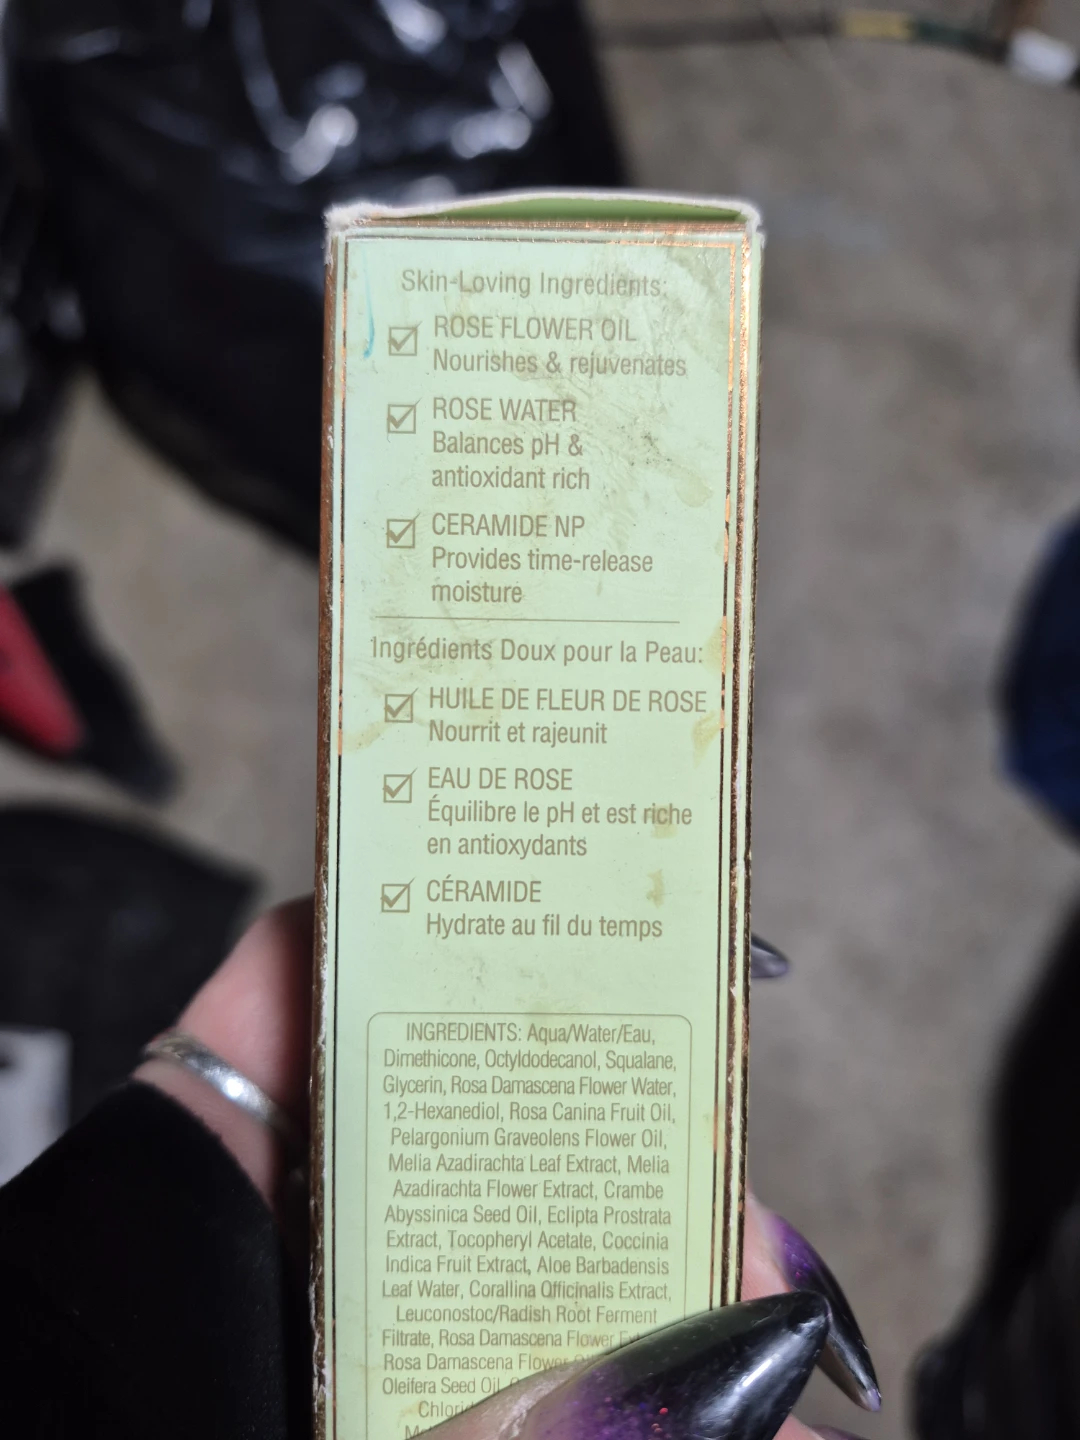 Skin-Loving Ingredients:
ROSE FLOWER OIL
Nourishes & rejuvenates
ROSE WATER
Balances pH &
antioxidant rich
CERAMIDE NP
Provides time-release
moisture
Ingrédients Doux pour la Peau:
HUILE DE FLEUR DE ROSE
Nourrit et rajeunit
EAU DE ROSE
Équilibre le pH et est riche
en antioxydants
CÉRAMIDE
Hydrate au fil du temps
INGREDIENTS: Aqua/Water/Eau,
Dimethicone, Octyldodecanol, Squalane,
Glycerin, Rosa Damascena Flower Water,
1,2-Hexanediol, Rosa Canina Fruit Oil,
Pelargonium Graveolens Flower Oil,
Melia Azadirachta Leaf Extract, Melia
Azadirachta Flower Extract, Crambe
Abyssinica Seed Oil, Eclipta Prostrata
Extract, Tocopheryl Acetate, Coccinia
Indica Fruit Extract, Aloe Barbadensis
Leaf Water, Corallina Officinalis Extract,
Leuconostoc/Radish Root Ferment
Filtrate, Rosa Damascena Flower
Rosa Damascena Flower
Oleifera Seed Oil,